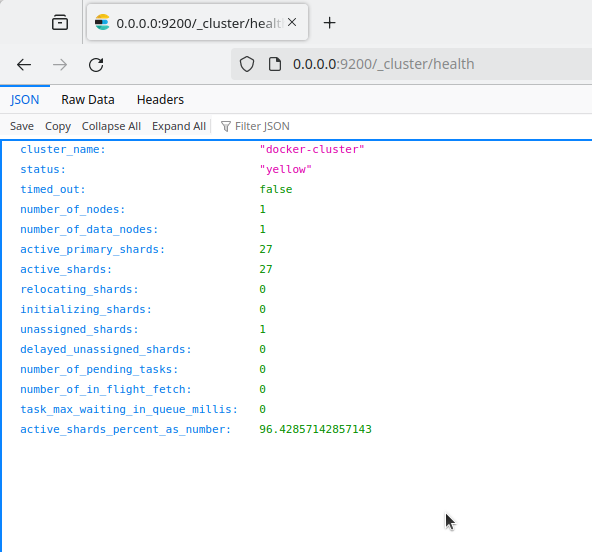 0.0.0.0:9200/_cluster/healt
0.0.0.0:9200/_cluster/health
JSON Raw Data Headers
Save Copy Collapse All Expand All Filter JSON
cluster_name: "docker-cluster"
status: "yellow"
timed_out: false
number_of_nodes: 1
number_of_data_nodes: 1
active_primary_shards: 27
active_shards: 27
relocating_shards: 0
initializing_shards: 0
unassigned_shards: 1
delayed_unassigned_shards: 0
number_of_pending_tasks: 0
number_of_in_flight_fetch: 0
task_max_waiting_in_queue_millis: 0
active_shards_percent_as_number: 96.42857142857143